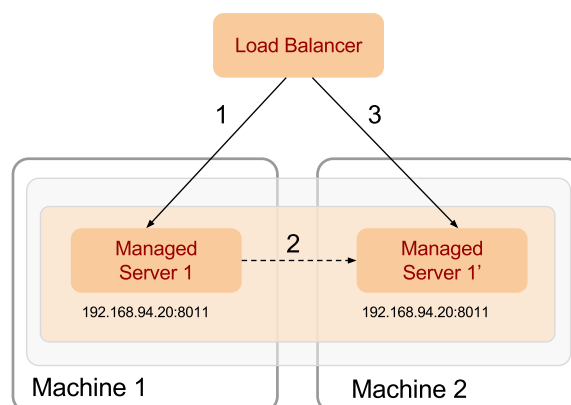 Load Balancer
1
3
Managed
Server 1
2
Managed
Server 1’
192.168.94.20:8011
192.168.94.20:8011
Machine 1
Machine 2